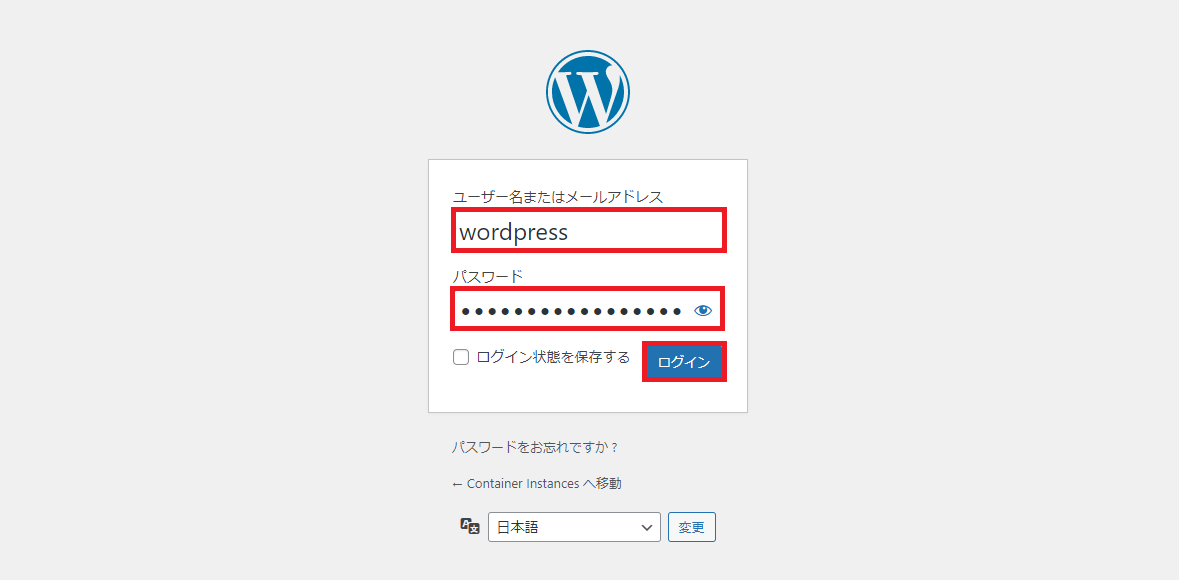 ユーザー名またはメールアドレス
wordpress
パスワード
●●●●●●●●●●●●●●●●●
ログイン状態を保存する
ログイン
パスワードをお忘れですか ?
← Container Instances へ移動
日本語
変更